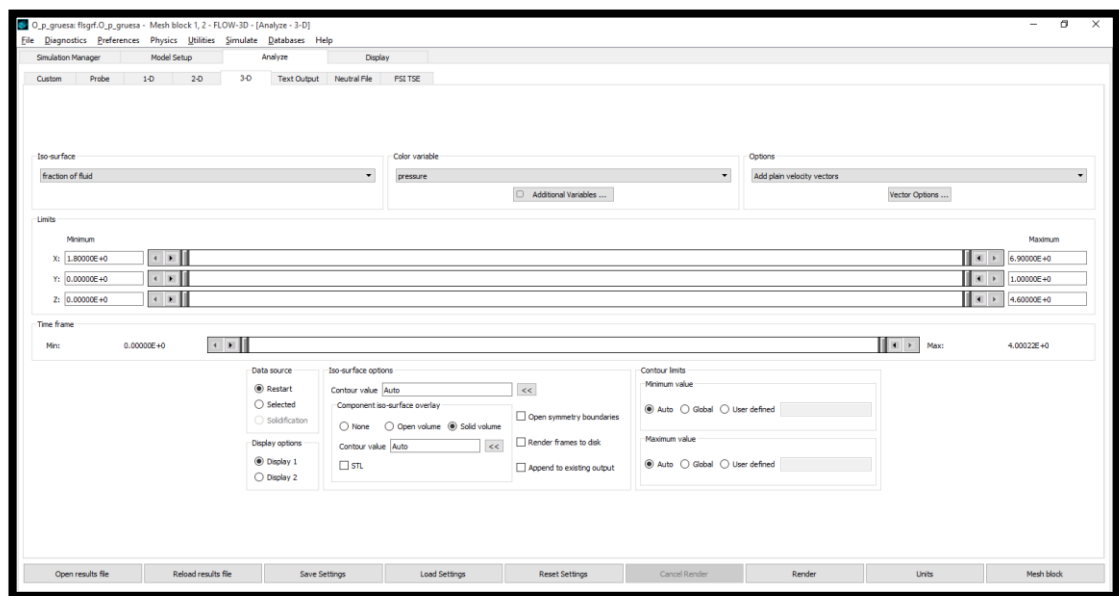 O_p_gruesa: flsgrf.O_p_gruesa - Mesh block 1, 2 - FLOW-3D - [Analyze - 3-D]
File Diagnostics Preferences Physics Utilities Simulate Databases Help
Simulation Manager Model Setup Analyze Display
Custom Probe 1-D 2-D 3-D Text Output Neutral File FSI TSE
Iso-surface Color variable Options
fraction of fluid pressure Add plain velocity vectors
Additional Variables ... Vector Options ...
Limits
Minimum Maximum
X: 1.80000E+0 6.90000E+0
Y: 0.00000E+0 1.00000E+0
Z: 0.00000E+0 4.60000E+0
Time frame
Min: 0.00000E+0 Max: 4.00022E+0
Data source
Restart
Selected
Solidification
Display options
Display 1
Display 2
Iso-surface options
Contour value Auto <<
Component iso-surface overlay
None Open volume Solid volume
Contour value Auto <<
STL
Open symmetry boundaries
Render frames to disk
Append to existing output
Contour limits
Minimum value
Auto Global User defined
Maximum value
Auto Global User defined
Open results file Reload results file Save Settings Load Settings Reset Settings Cancel Render Render Units Mesh block